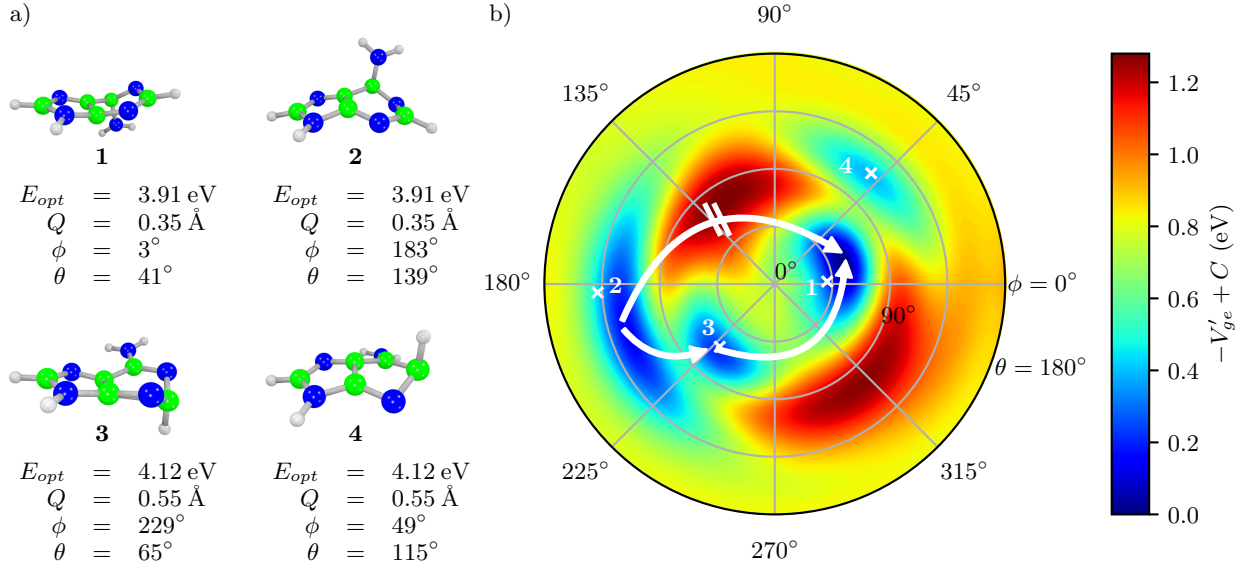 a)
1
E_opt = 3.91 eV
Q = 0.35 Å
ϕ = 3°
θ = 41°
2
E_opt = 3.91 eV
Q = 0.35 Å
ϕ = 183°
θ = 139°
3
E_opt = 4.12 eV
Q = 0.55 Å
ϕ = 229°
θ = 65°
4
E_opt = 4.12 eV
Q = 0.55 Å
ϕ = 49°
θ = 115°
b)
90°
135°
45°
180°
ϕ = 0°
225°
315°
270°
0°
90°
θ = 180°
1
2
3
4
1.2
1.0
0.8
0.6
0.4
0.2
0.0
−V′_ge + C (eV)